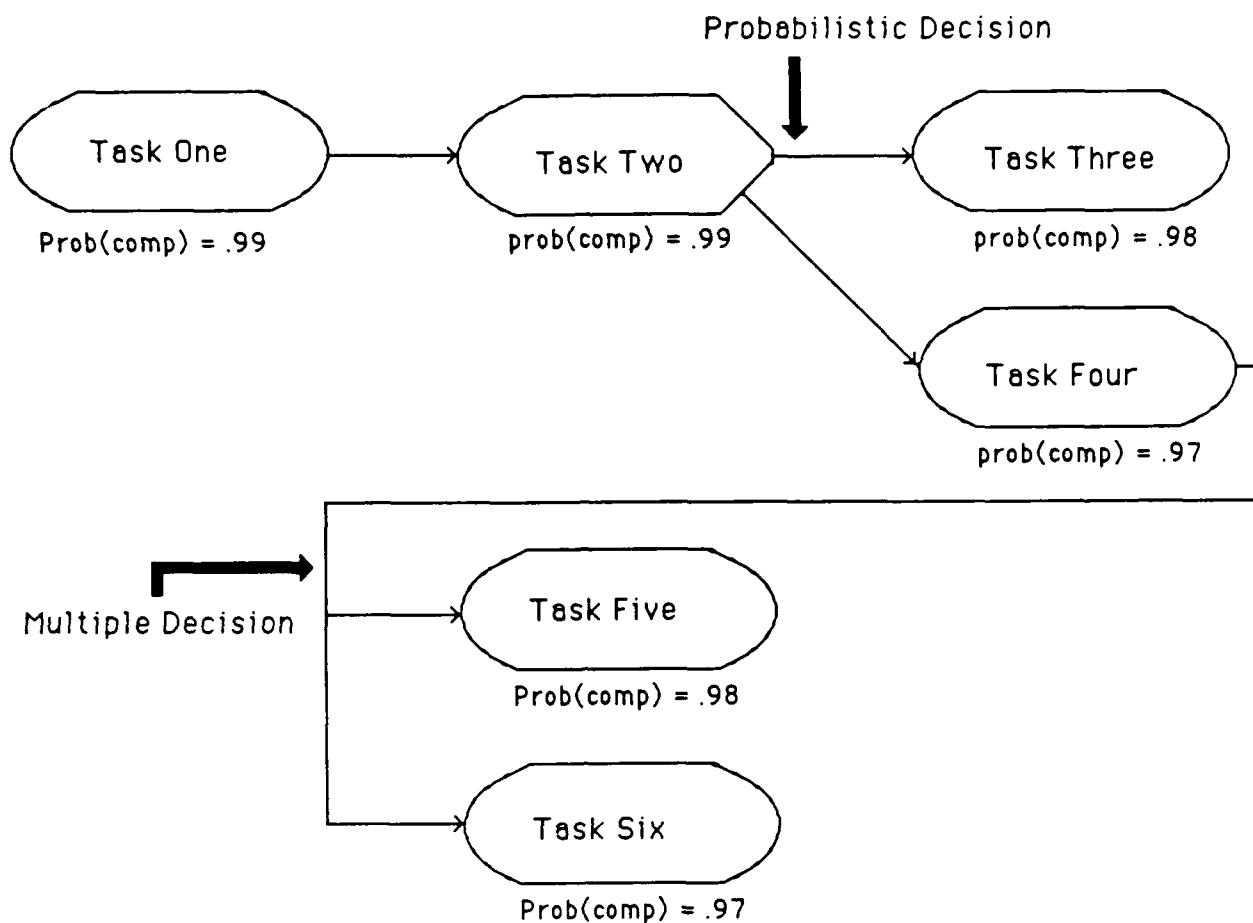 Probabilistic Decision
Task One
Task Two
Task Three
Prob(comp) = .99
prob(comp) = .99
prob(comp) = .98
Task Four
prob(comp) = .97
Multiple Decision
Task Five
Prob(comp) = .98
Task Six
Prob(comp) = .97